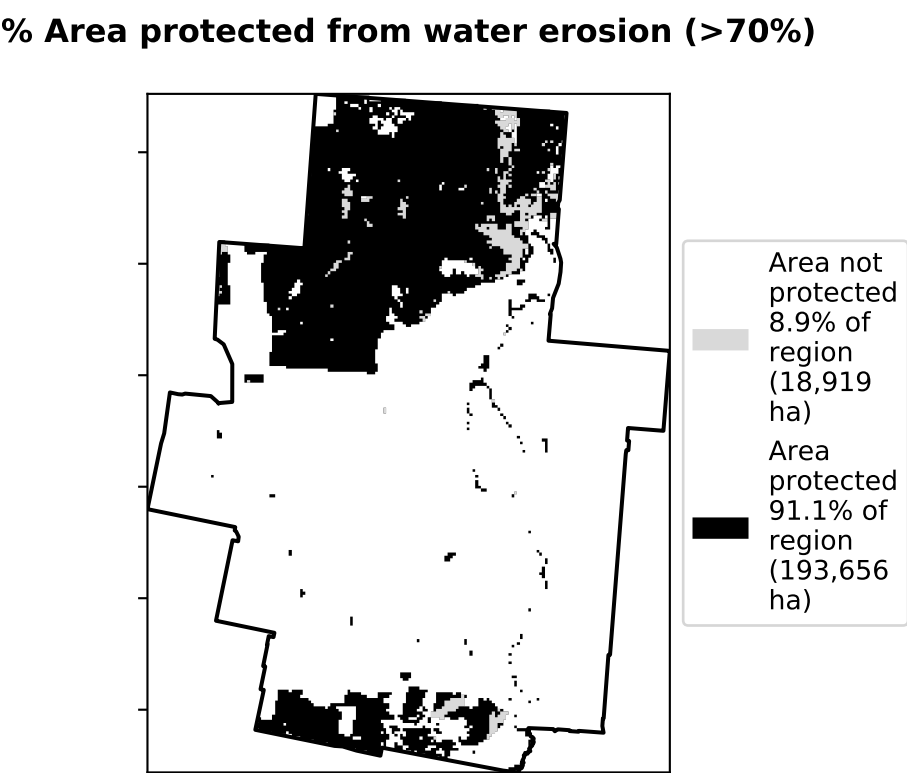 % Area protected from water erosion (>70%)
Area not
protected
8.9% of
region
(18,919
ha)
Area
protected
91.1% of
region
(193,656
ha)